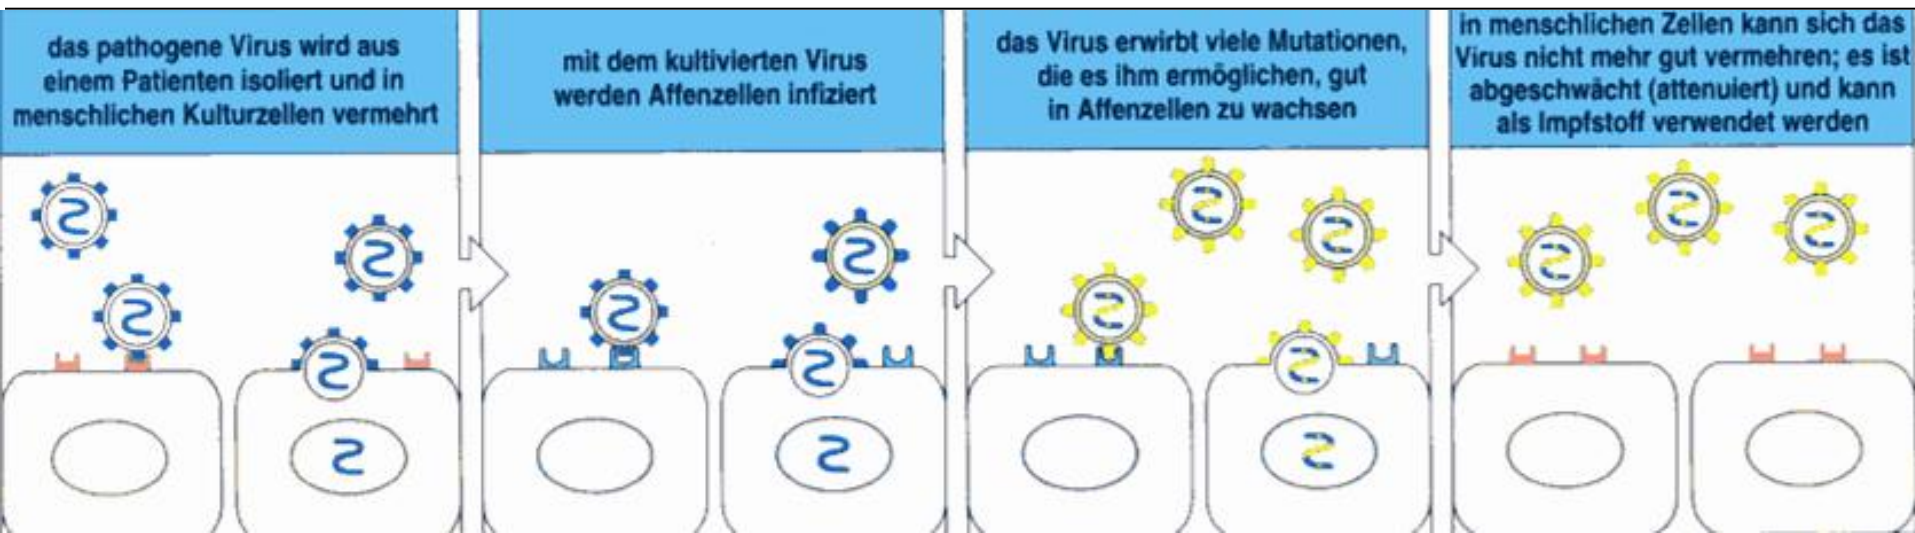 das pathogene Virus wird aus
einem Patienten isoliert und in
menschlichen Kulturzellen vermehrt
mit dem kultivierten Virus
werden Affenzellen infiziert
das Virus erwirbt viele Mutationen,
die es ihm ermöglichen, gut
in Affenzellen zu wachsen
in menschlichen Zellen kann sich das
Virus nicht mehr gut vermehren; es ist
abgeschwächt (attenuiert) und kann
als Impfstoff verwendet werden